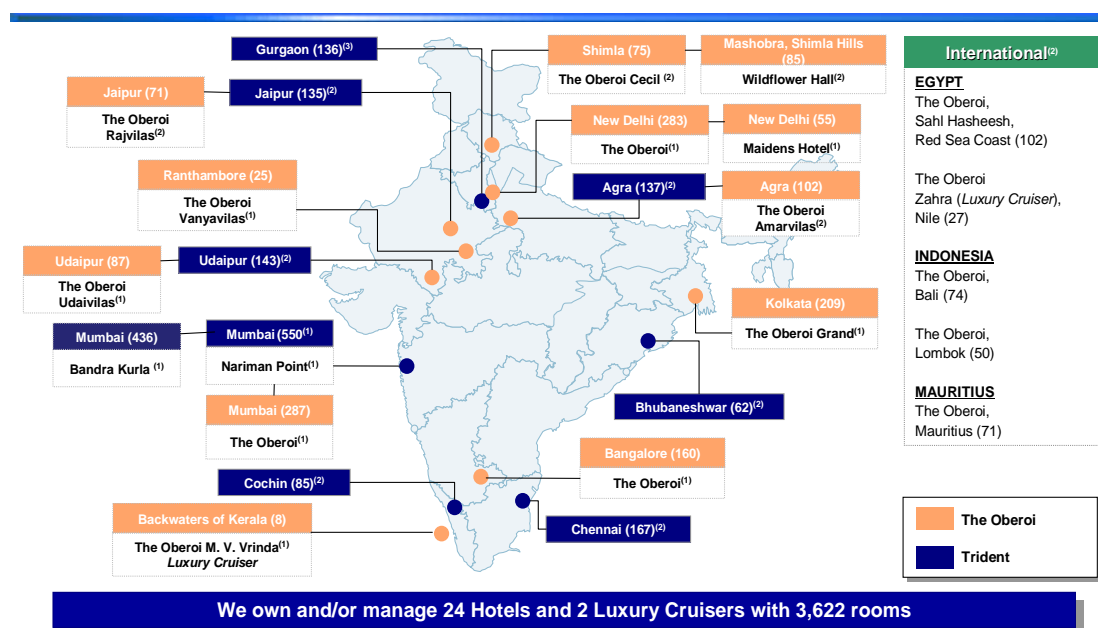 Gurgaon (136)(3)
Shimla (75)
The Oberoi Cecil (2)
Mashobra, Shimla Hills
(85)
Wildflower Hall(2)
Jaipur (71)
The Oberoi
Rajvilas(2)
Jaipur (135)(2)
New Delhi (283)
The Oberoi(1)
New Delhi (55)
Maidens Hotel(1)
Ranthambore (25)
The Oberoi
Vanyavilas(1)
Agra (137)(2)
Agra (102)
The Oberoi
Amarvilas(2)
Udaipur (87)
The Oberoi
Udaivilas(1)
Udaipur (143)(2)
Kolkata (209)
The Oberoi Grand(1)
Mumbai (436)
Bandra Kurla (1)
Mumbai (550(1)
Nariman Point(1)
Mumbai (287)
The Oberoi(1)
Bhubaneshwar (62)(2)
Bangalore (160)
The Oberoi(1)
Cochin (85)(2)
Chennai (167)(2)
Backwaters of Kerala (8)
The Oberoi M. V. Vrinda(1)
Luxury Cruiser
International(2)
EGYPT
The Oberoi,
Sahl Hasheesh,
Red Sea Coast (102)
The Oberoi
Zahra (Luxury Cruiser),
Nile (27)
INDONESIA
The Oberoi,
Bali (74)
The Oberoi,
Lombok (50)
MAURITIUS
The Oberoi,
Mauritius (71)
The Oberoi
Trident
We own and/or manage 24 Hotels and 2 Luxury Cruisers with 3,622 rooms